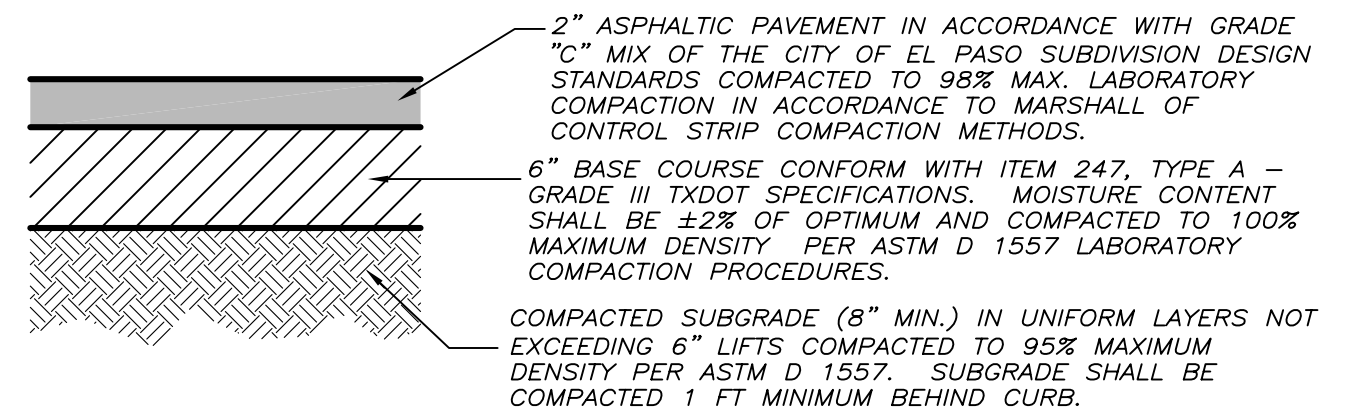 2" ASPHALTIC PAVEMENT IN ACCORDANCE WITH GRADE
"C" MIX OF THE CITY OF EL PASO SUBDIVISION DESIGN
STANDARDS COMPACTED TO 98% MAX. LABORATORY
COMPACTION IN ACCORDANCE TO MARSHALL OF
CONTROL STRIP COMPACTION METHODS.
6" BASE COURSE CONFORM WITH ITEM 247, TYPE A –
GRADE III TXDOT SPECIFICATIONS. MOISTURE CONTENT
SHALL BE ±2% OF OPTIMUM AND COMPACTED TO 100%
MAXIMUM DENSITY PER ASTM D 1557 LABORATORY
COMPACTION PROCEDURES.
COMPACTED SUBGRADE (8" MIN.) IN UNIFORM LAYERS NOT
EXCEEDING 6" LIFTS COMPACTED TO 95% MAXIMUM
DENSITY PER ASTM D 1557. SUBGRADE SHALL BE
COMPACTED 1 FT MINIMUM BEHIND CURB.